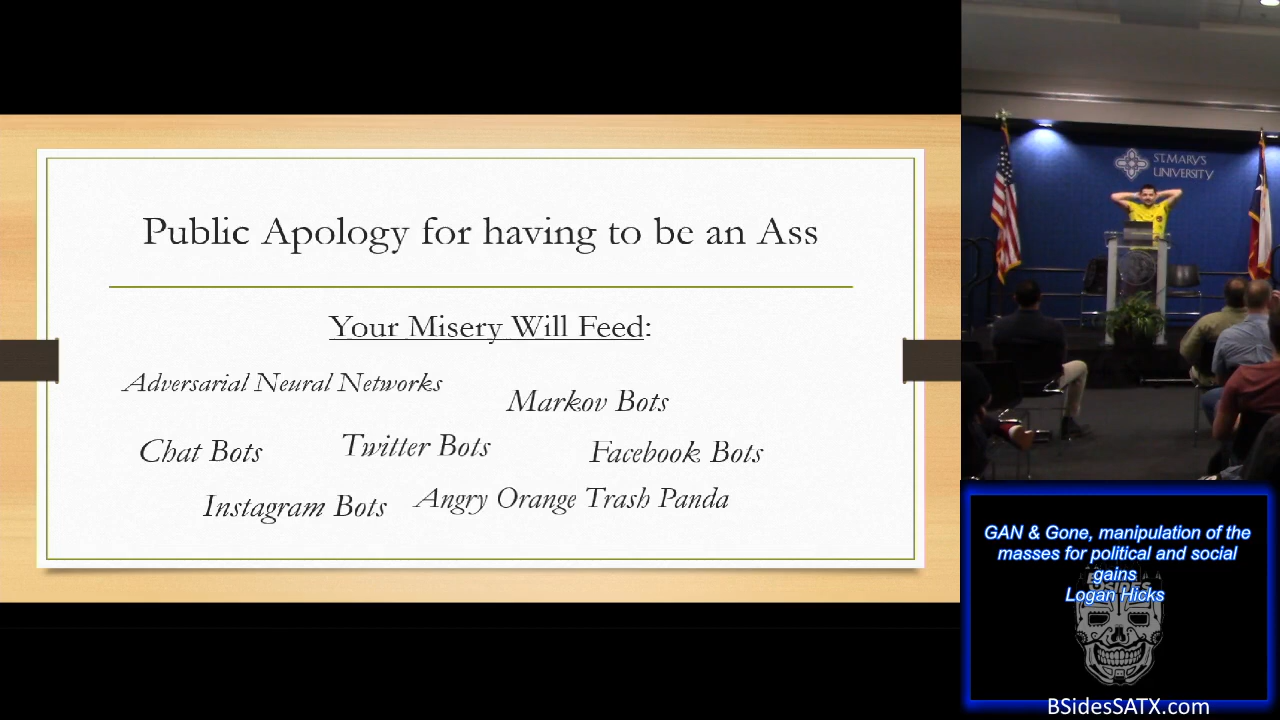 Public Apology for having to be an Ass
Your Misery Will Feed:
Adversarial Neural Networks
Markov Bots
Chat Bots
Twitter Bots
Facebook Bots
Instagram Bots
Angry Orange Trash Panda
ST. MARY'S
UNIVERSITY
GAN & Gone, manipulation of the
masses for political and social
gains
Logan Hicks
BSIDES
BSidesSATX.com